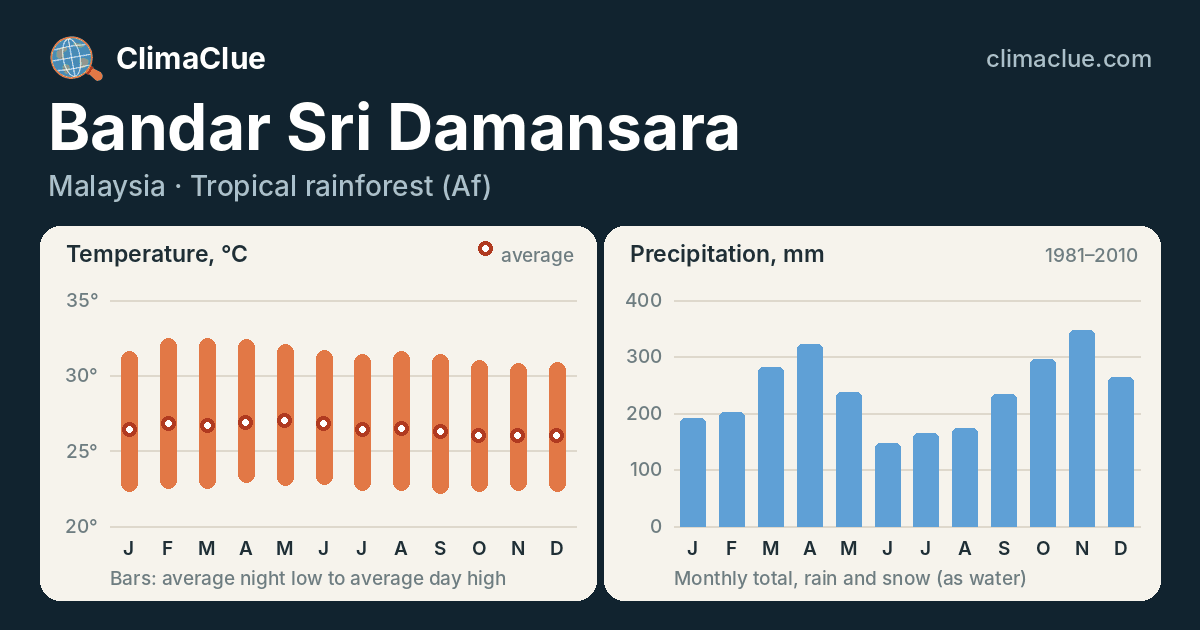 ClimaClue
climaclue.com
Bandar Sri Damansara
Malaysia · Tropical rainforest (Af)
Temperature, °C
average
35°
30°
25°
20°
J F M A M J J A S O N D
Bars: average night low to average day high
Precipitation, mm
1981–2010
400
300
200
100
0
J F M A M J J A S O N D
Monthly total, rain and snow (as water)